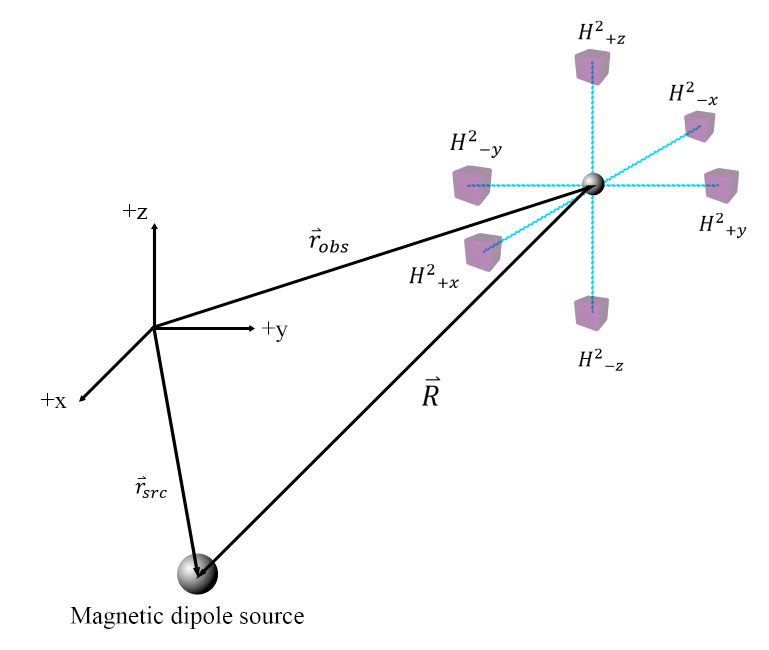 H²₊z
H²₋x
H²₋y
+z
H²₊y
r⃗obs
H²₊x
+y
H²₋z
+x
R⃗
r⃗src
Magnetic dipole source